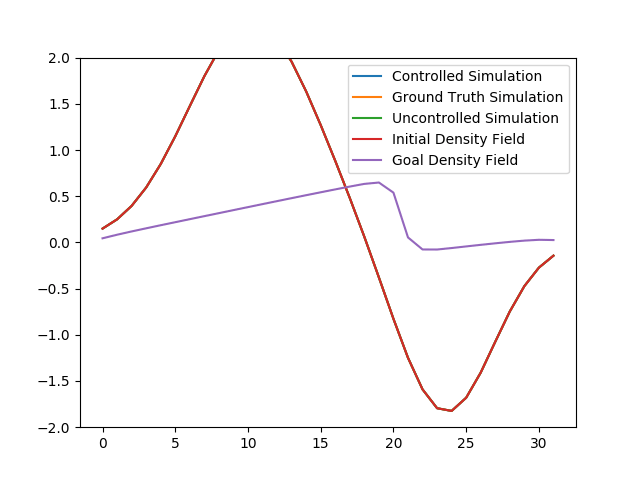 2.0
1.5
1.0
0.5
0.0
−0.5
−1.0
−1.5
−2.0
0 5 10 15 20 25 30
Controlled Simulation
Ground Truth Simulation
Uncontrolled Simulation
Initial Density Field
Goal Density Field